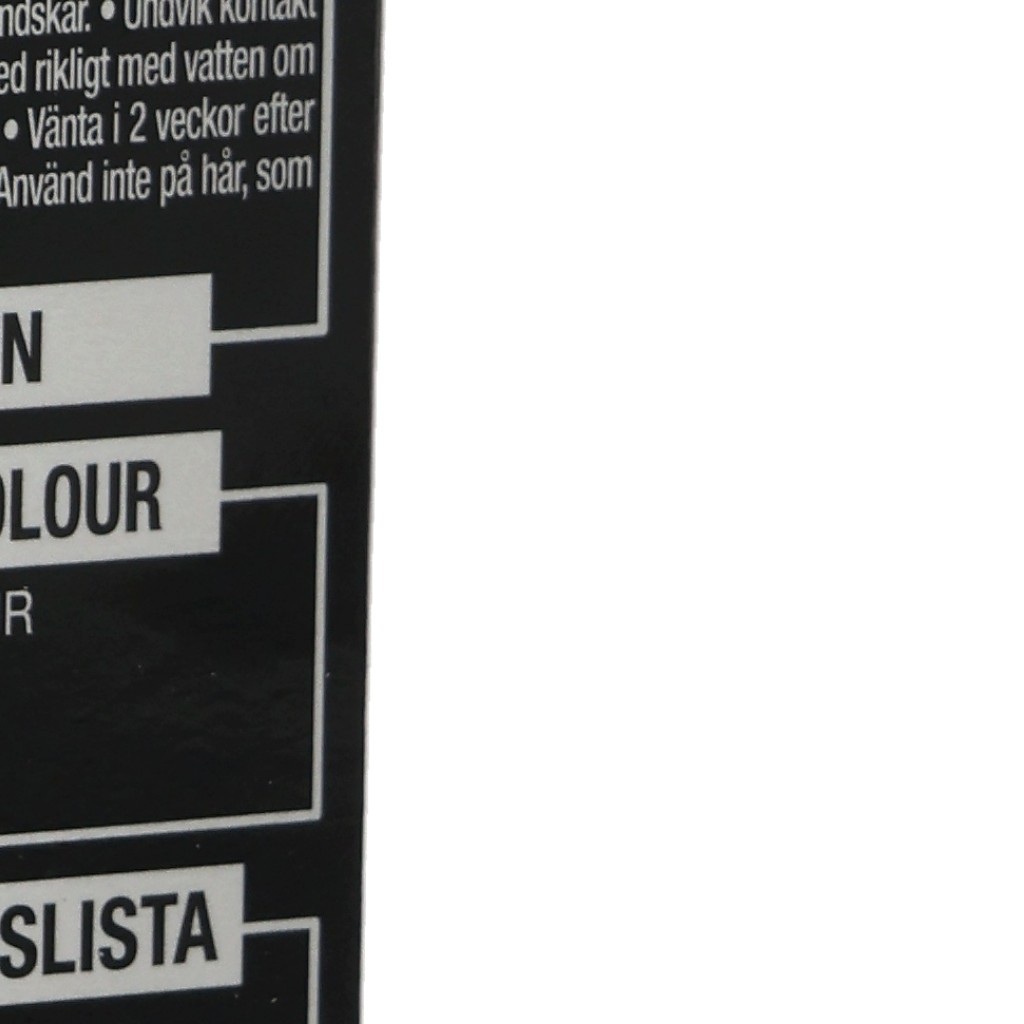 ndskar. • Undvik kontakt
ed rikligt med vatten om
• Vänta i 2 veckor efter
Använd inte på hår, som
N
OLOUR
R
SLISTA